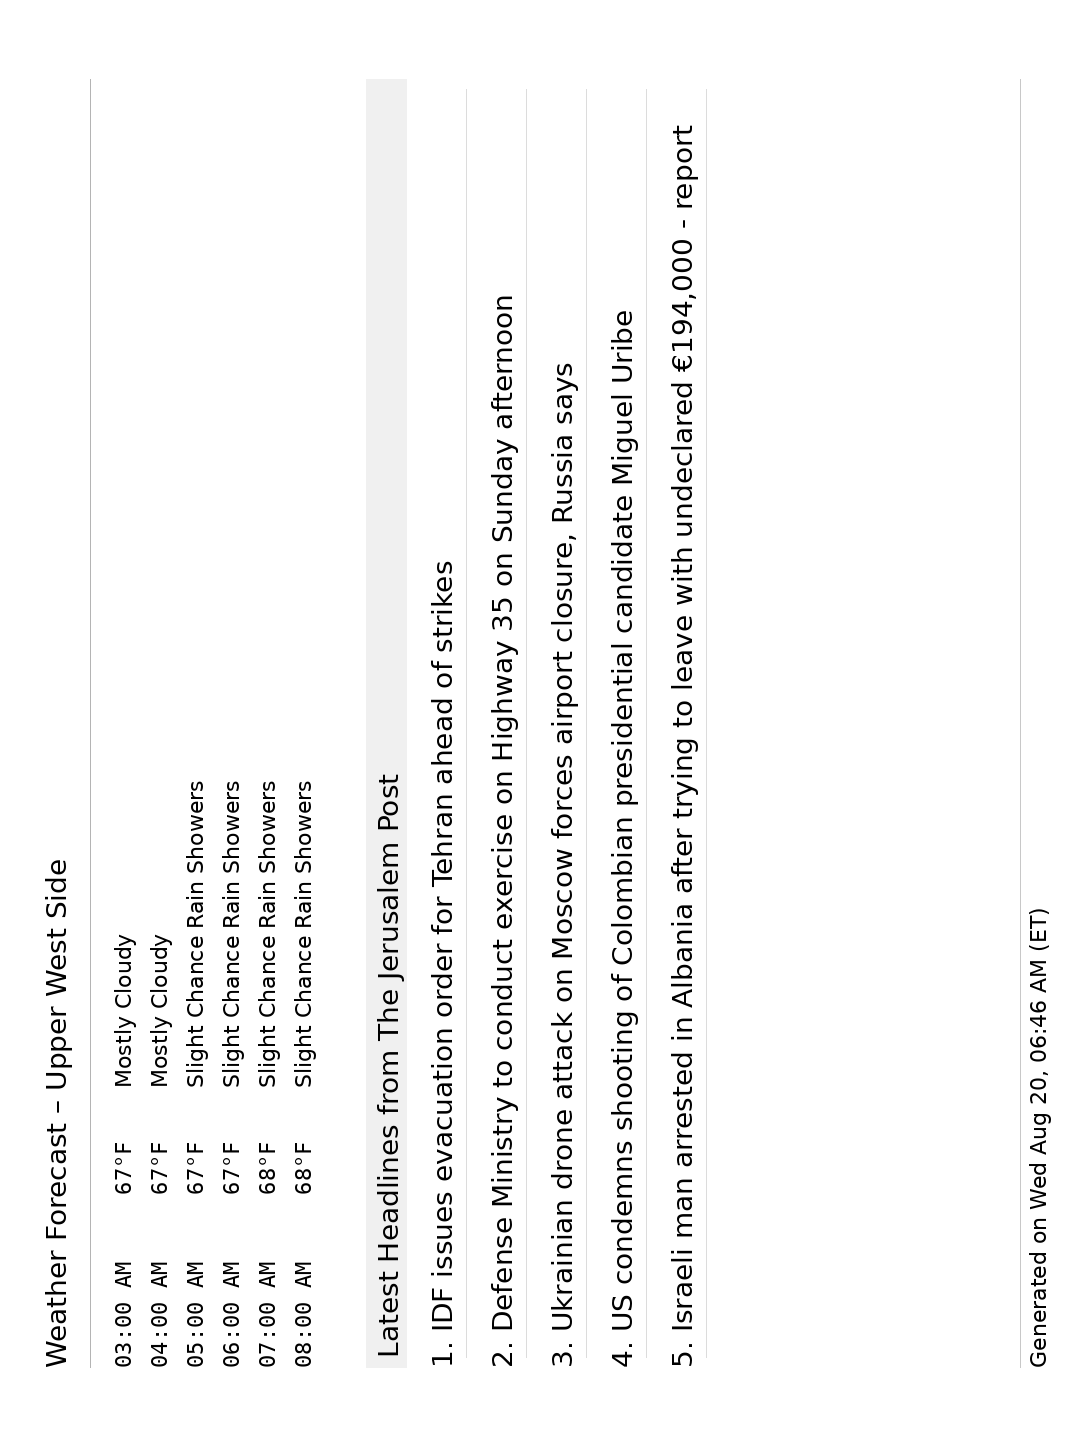 Weather Forecast – Upper West Side
03:00 AM 67°F Mostly Cloudy
04:00 AM 67°F Mostly Cloudy
05:00 AM 67°F Slight Chance Rain Showers
06:00 AM 67°F Slight Chance Rain Showers
07:00 AM 68°F Slight Chance Rain Showers
08:00 AM 68°F Slight Chance Rain Showers
Latest Headlines from The Jerusalem Post
1. IDF issues evacuation order for Tehran ahead of strikes
2. Defense Ministry to conduct exercise on Highway 35 on Sunday afternoon
3. Ukrainian drone attack on Moscow forces airport closure, Russia says
4. US condemns shooting of Colombian presidential candidate Miguel Uribe
5. Israeli man arrested in Albania after trying to leave with undeclared €194,000 - report
Generated on Wed Aug 20, 06:46 AM (ET)